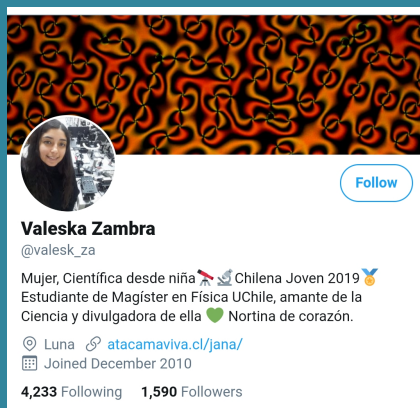 Follow
Valeska Zambra
@valesk_za
Mujer, Científica desde niña🔭🔬Chilena Joven 2019🏅
Estudiante de Magíster en Física UChile, amante de la
Ciencia y divulgadora de ella 💚 Nortina de corazón.
Luna atacamaviva.cl/jana/
Joined December 2010
4,233 Following 1,590 Followers